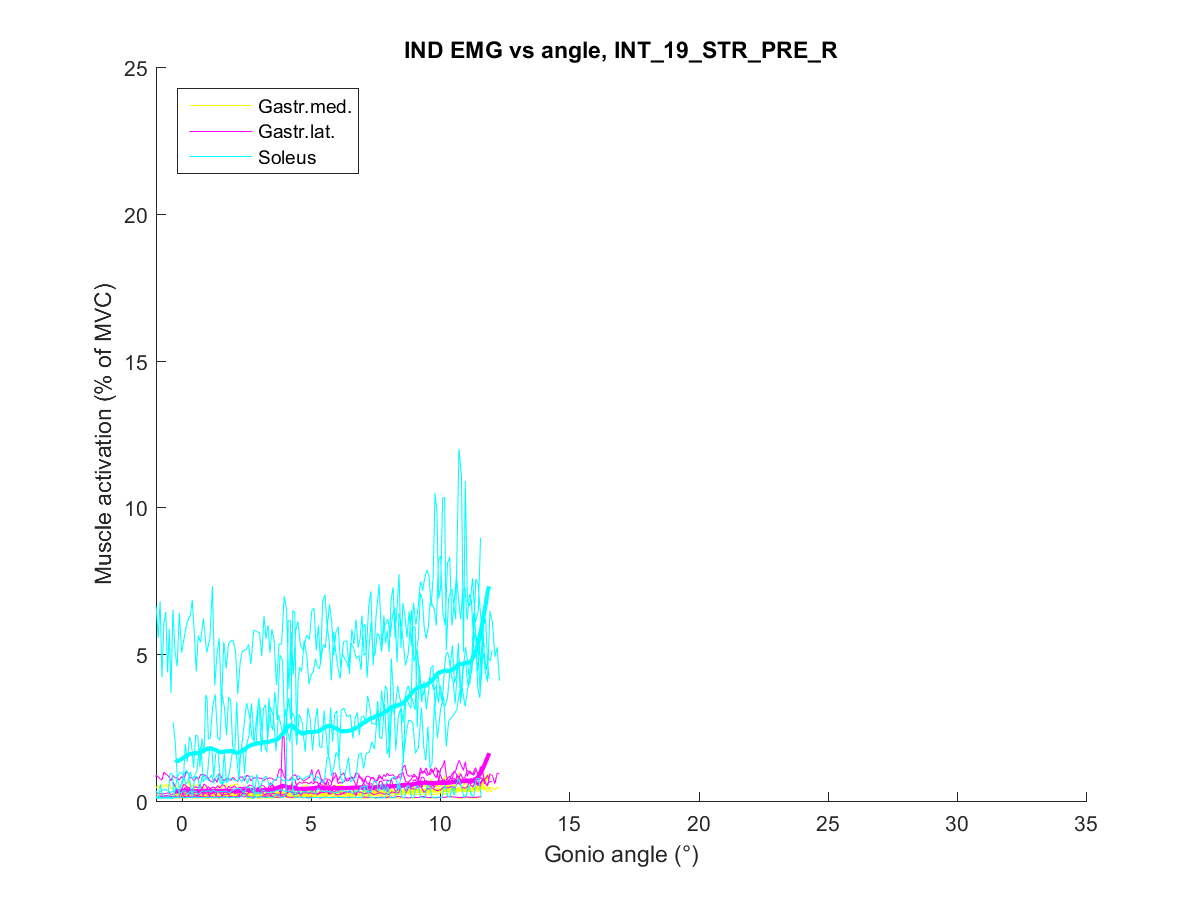 IND EMG vs angle, INT_19_STR_PRE_R
25
Gastr.med.
Gastr.lat.
Soleus
20
15
10
5
0
Muscle activation (% of MVC)
0 5 10 15 20 25 30 35
Gonio angle (°)